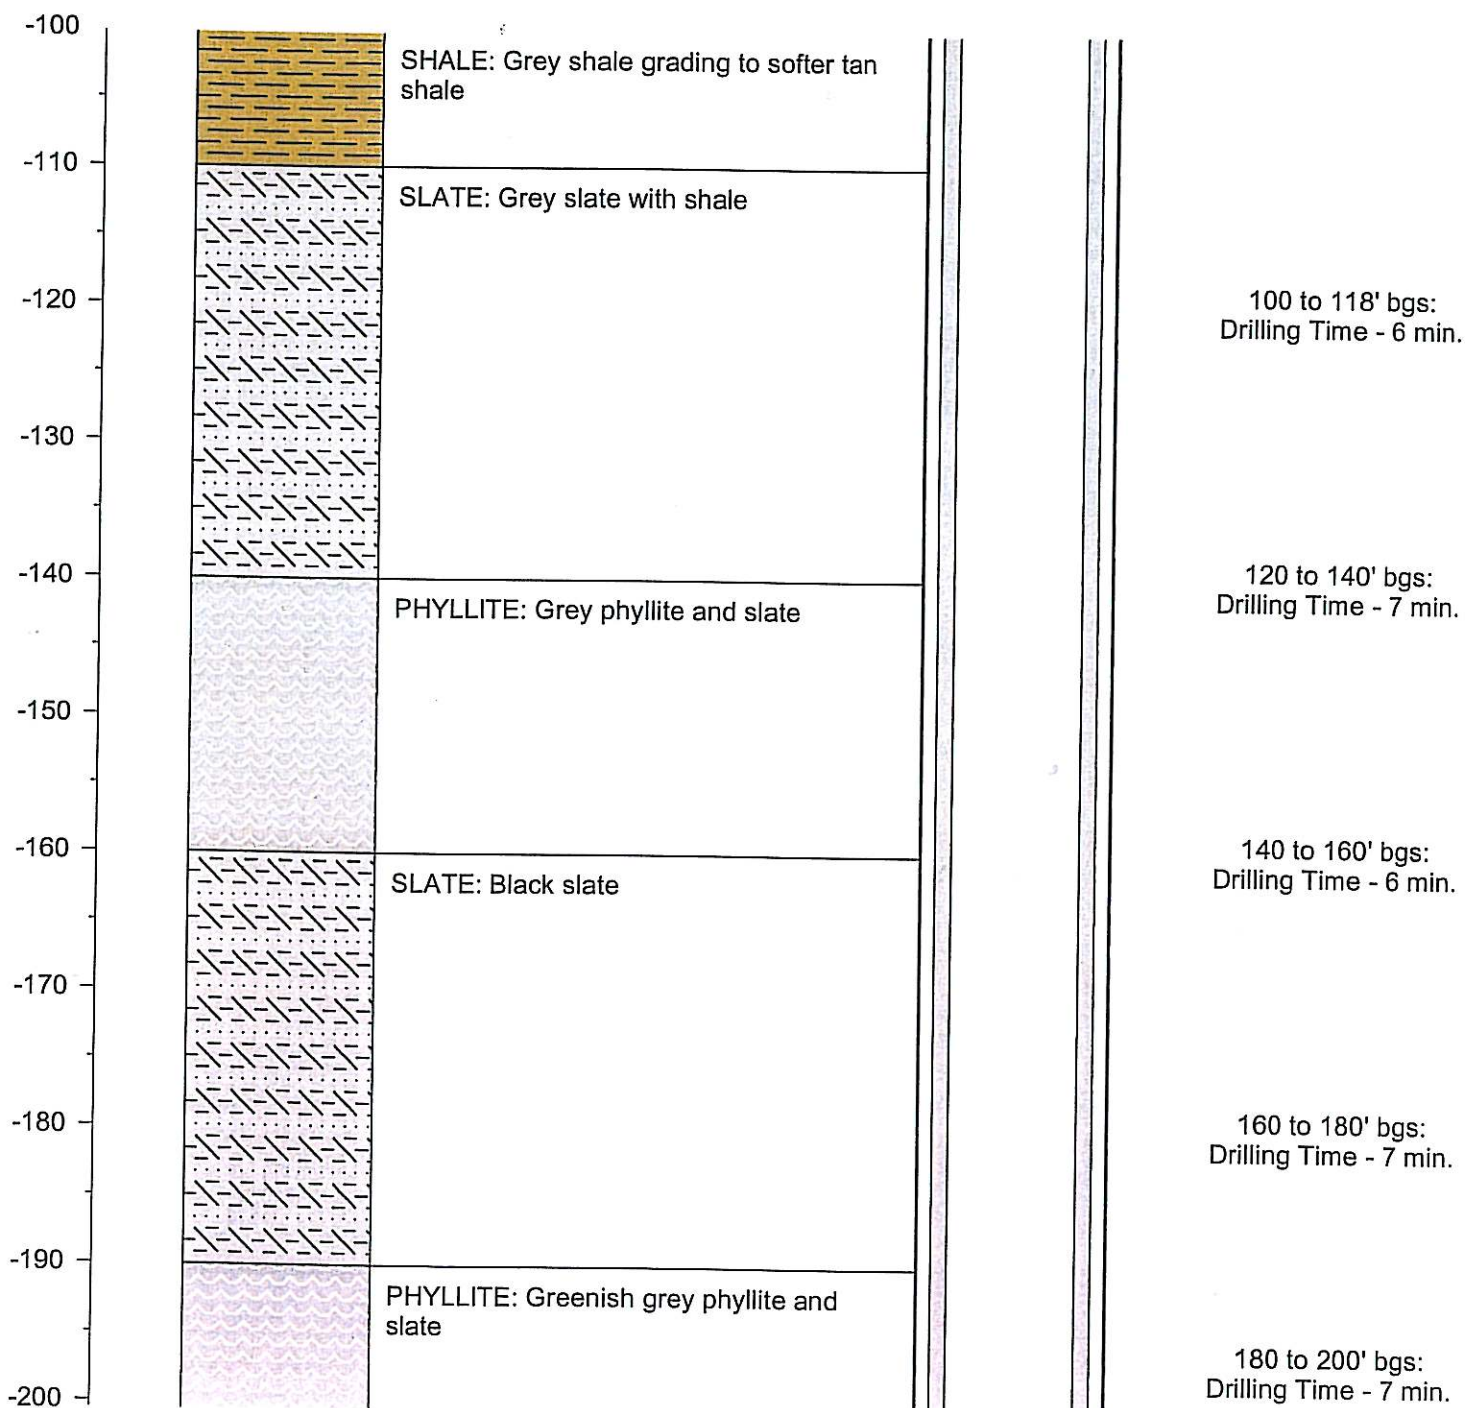 -100
SHALE: Grey shale grading to softer tan
shale
-110
SLATE: Grey slate with shale
-120
100 to 118' bgs:
Drilling Time - 6 min.
-130
-140
120 to 140' bgs:
Drilling Time - 7 min.
PHYLLITE: Grey phyllite and slate
-150
-160
140 to 160' bgs:
Drilling Time - 6 min.
SLATE: Black slate
-170
-180
160 to 180' bgs:
Drilling Time - 7 min.
-190
PHYLLITE: Greenish grey phyllite and
slate
180 to 200' bgs:
Drilling Time - 7 min.
-200